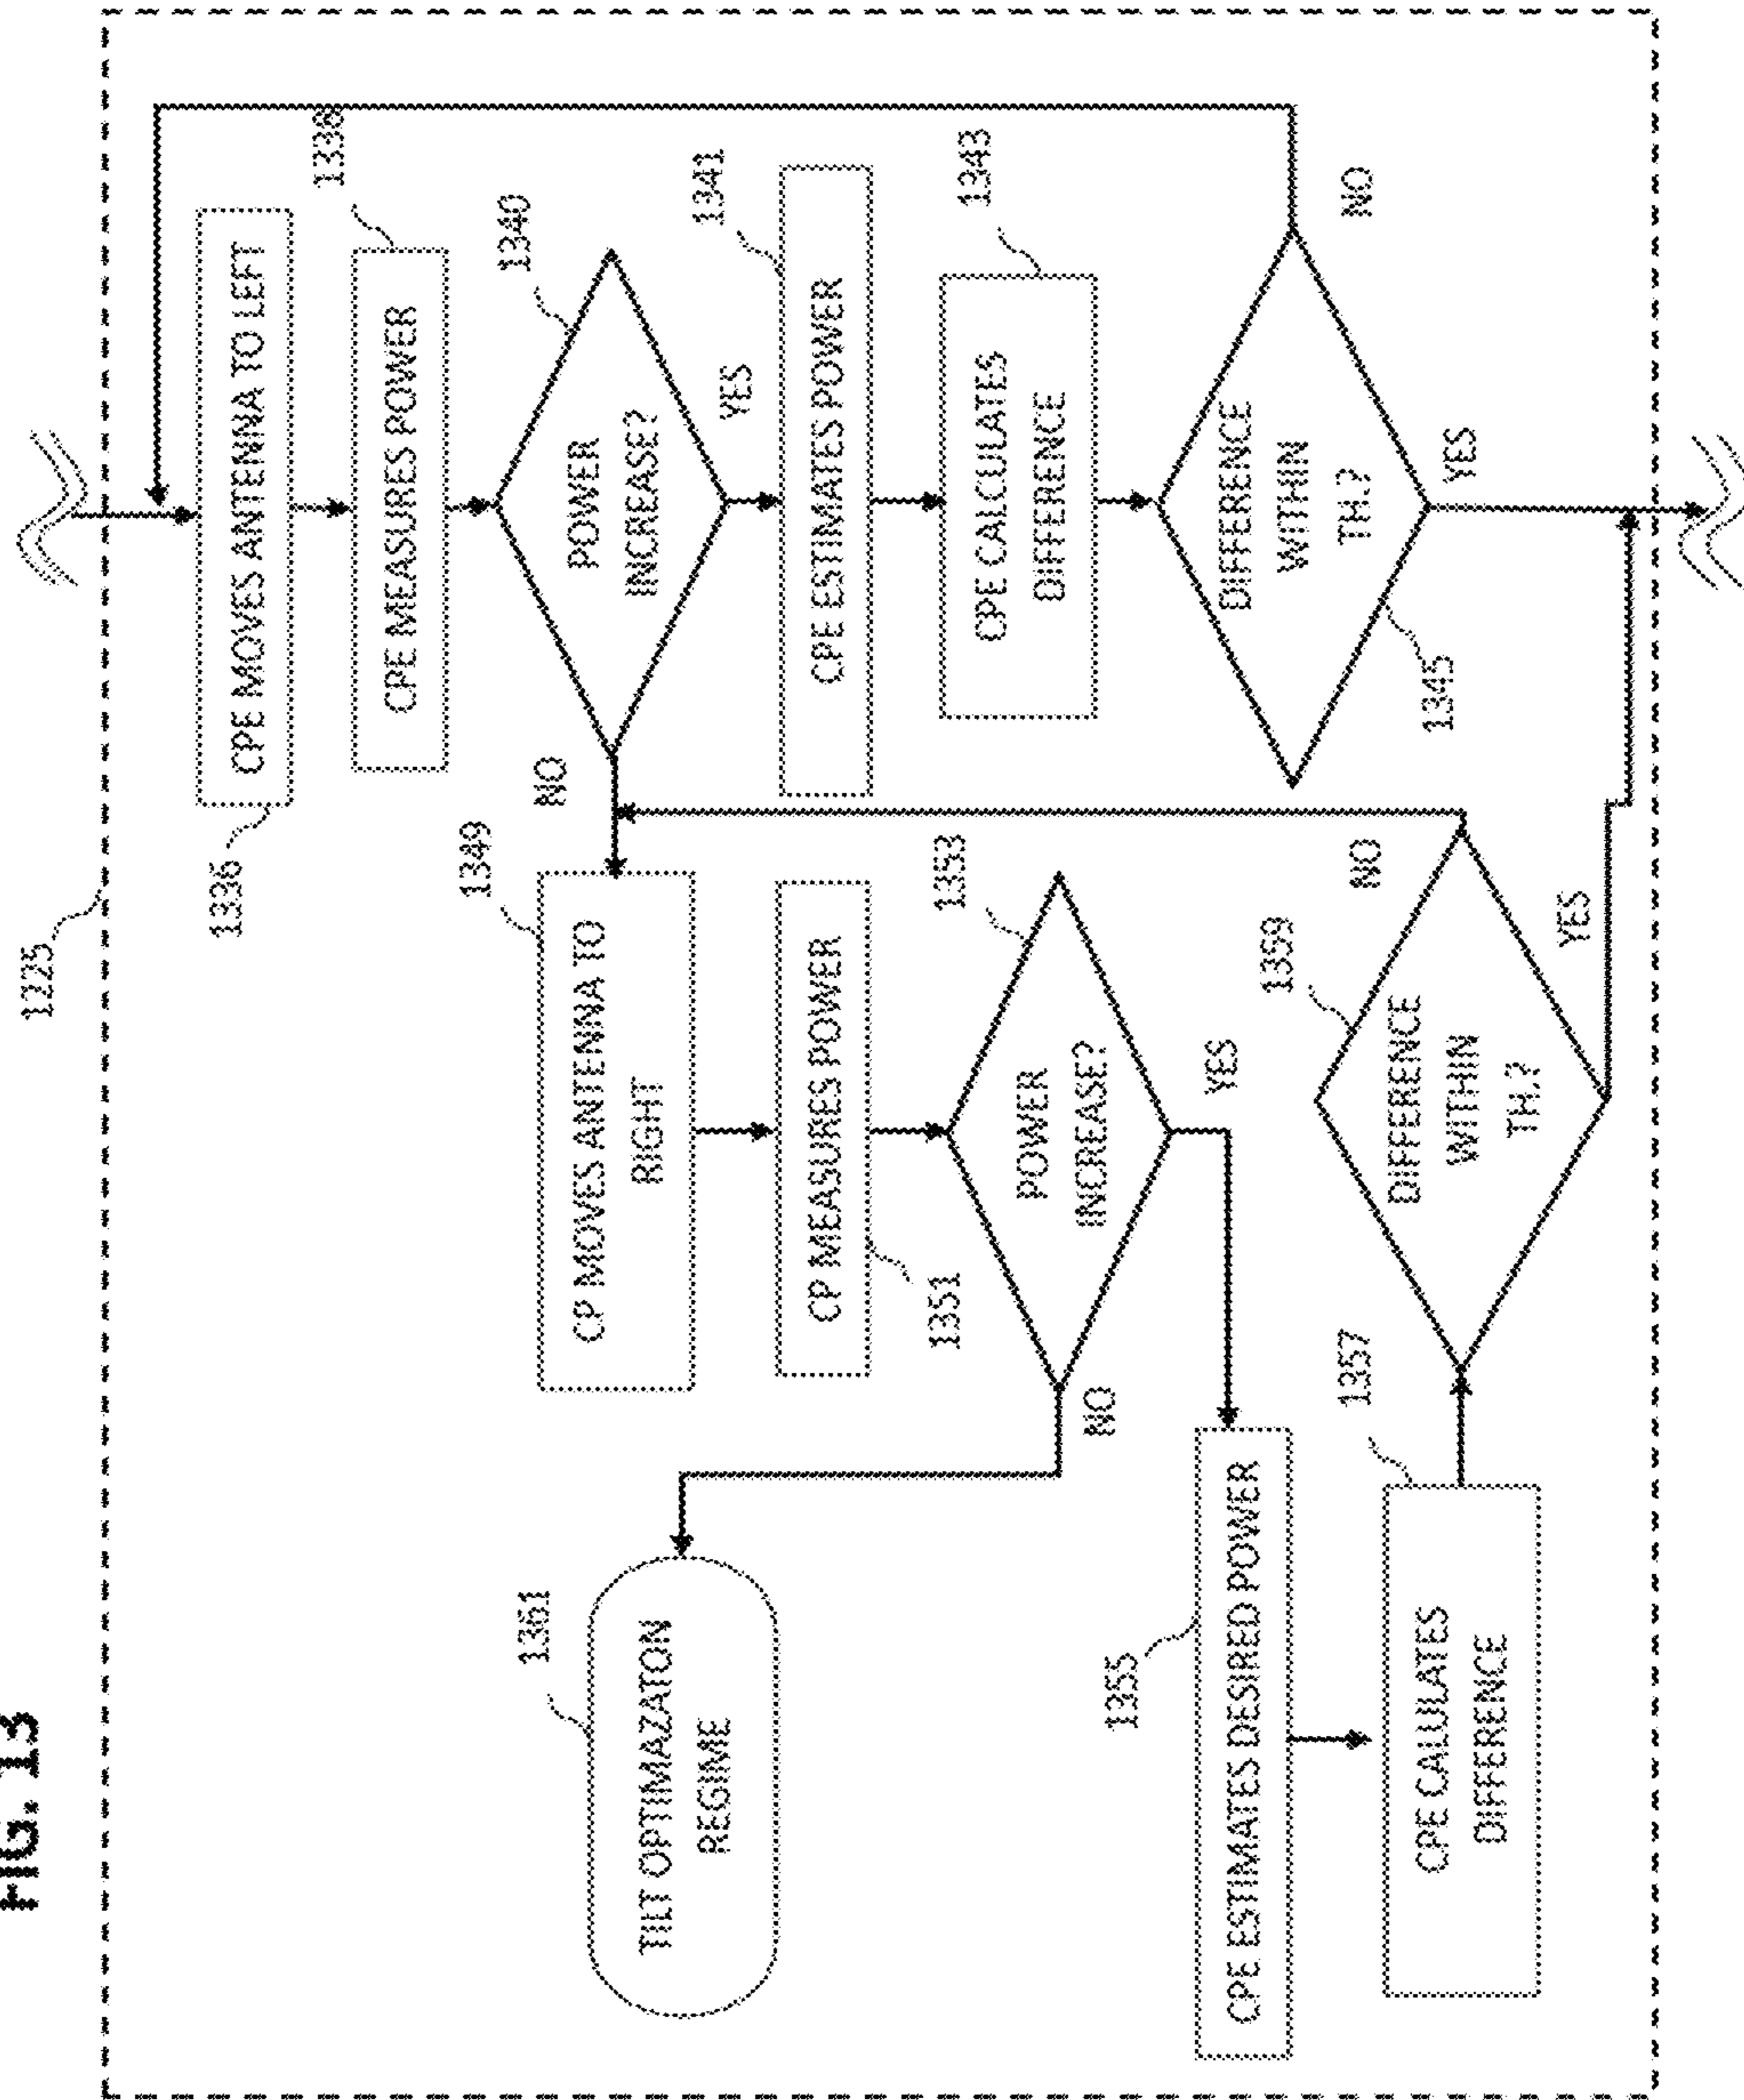 FIG. 13
1225
CPE MOVES ANTENNA TO LEFT
1336
CPE MEASURES POWER
1338
POWER
INCREASE?
1340
NO
YES
CPE ESTIMATES POWER
1341
CPE CALCULATES
DIFFERENCE
1343
DIFFERENCE
WITHIN
TH.?
1345
NO
YES
CP MOVES ANTENNA TO
RIGHT
1349
CP MEASURES POWER
1351
POWER
INCREASE?
1353
NO
YES
TILT OPTIMAZATON
REGIME
1361
CPE ESTIMATES DESIRED POWER
1355
CPE CALULATES
DIFFERENCE
1357
DIFFERENCE
WITHIN
TH.?
1359
NO
YES